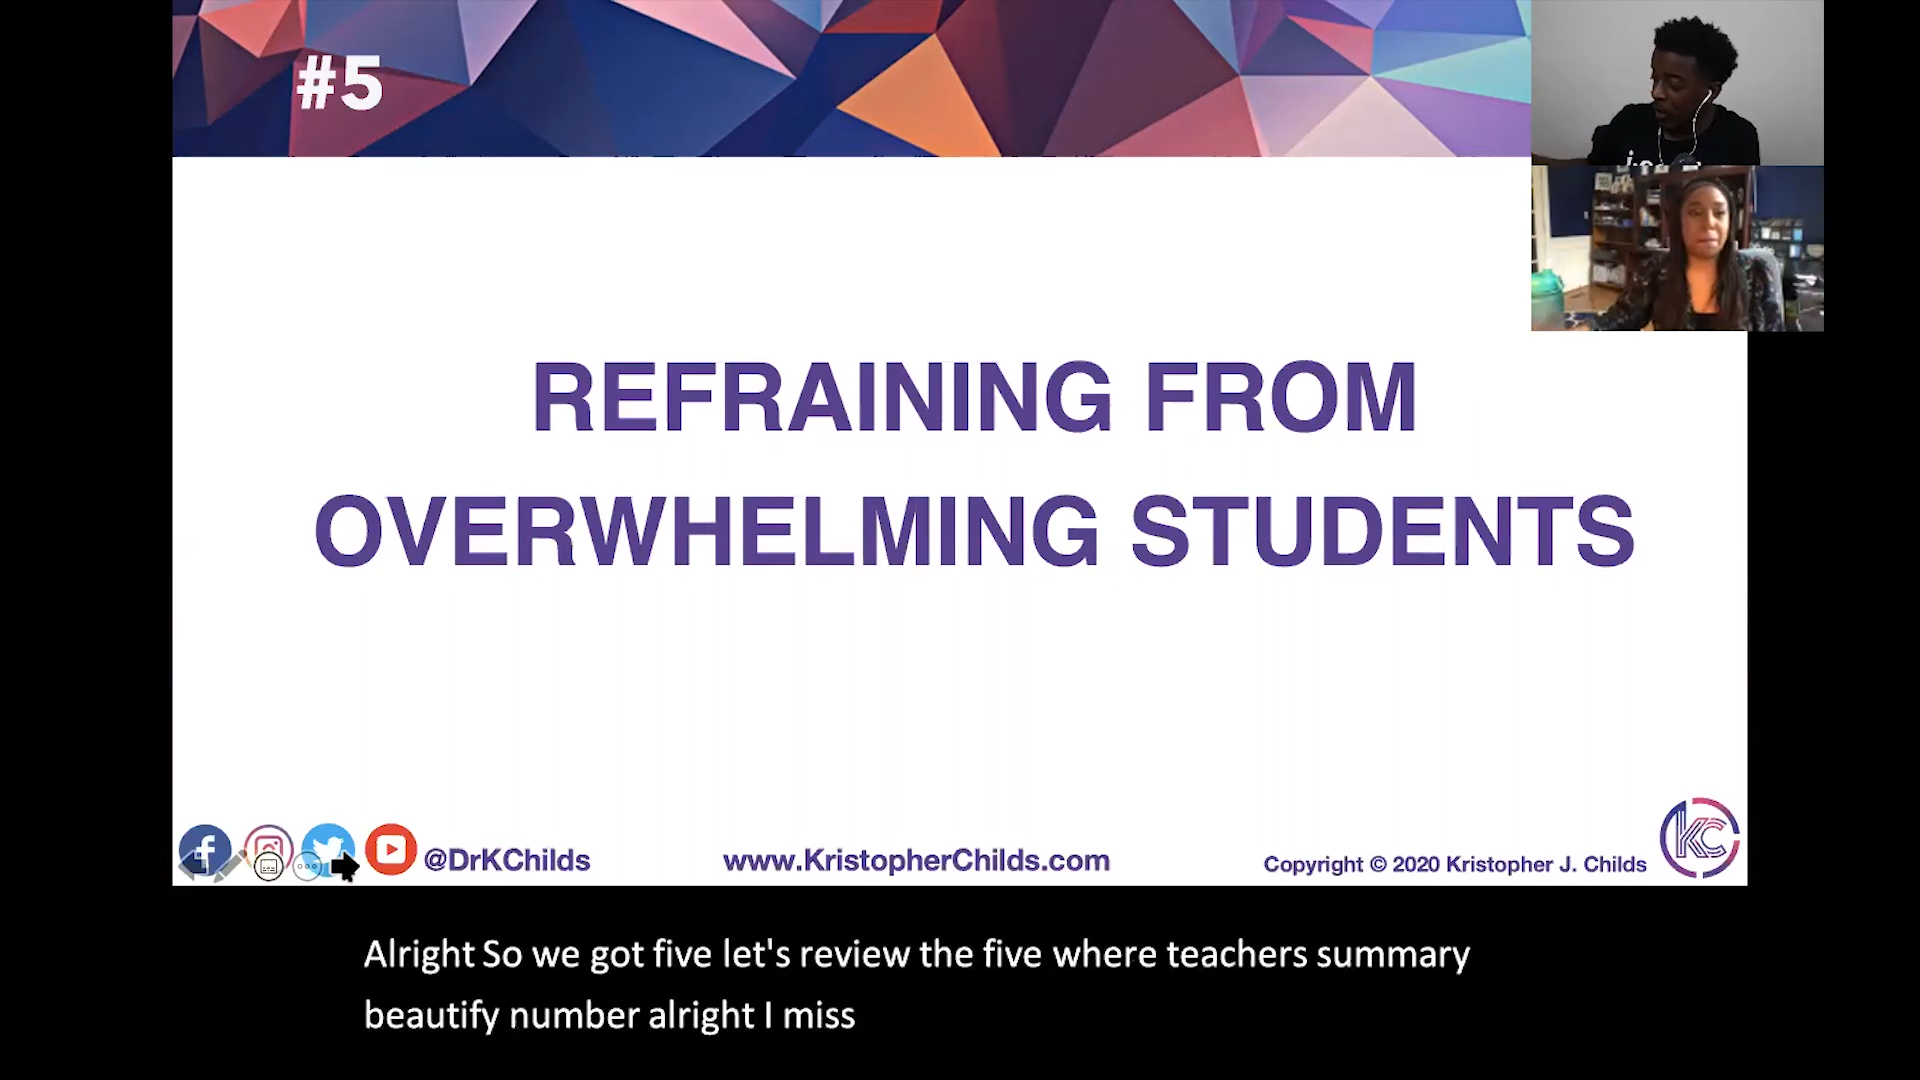 #5
REFRAINING FROM
OVERWHELMING STUDENTS
@DrKChilds
www.KristopherChilds.com
Copyright © 2020 Kristopher J. Childs
KC
Alright So we got five let's review the five where teachers summary
beautify number alright I miss